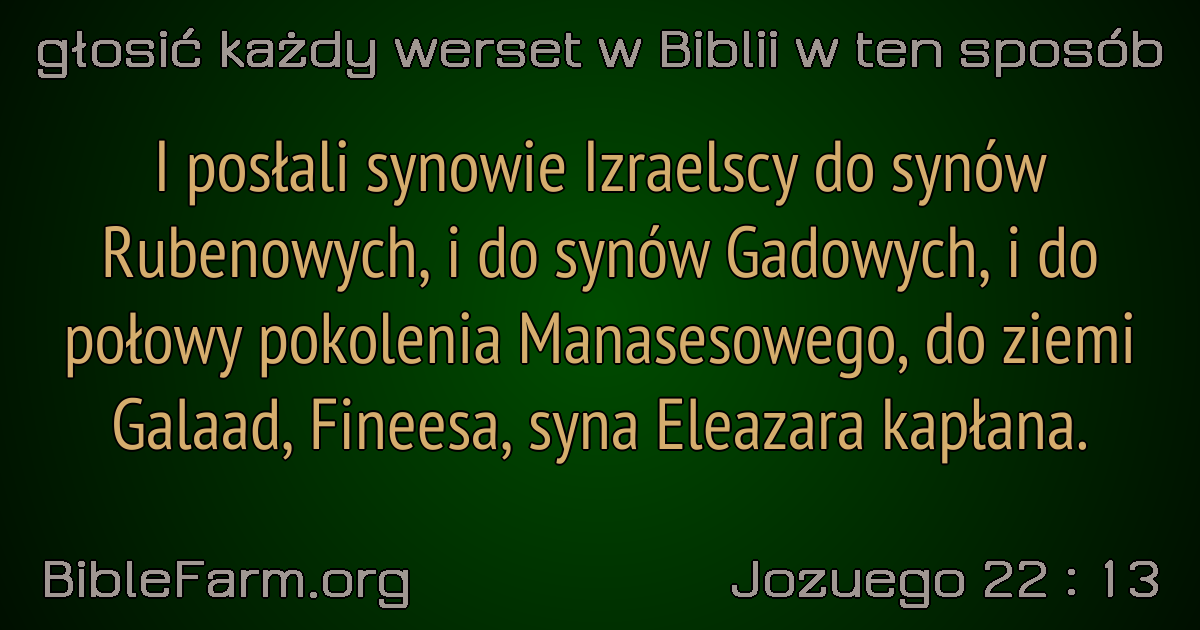 głosić każdy werset w Biblii w ten sposób
I posłali synowie Izraelscy do synów
Rubenowych, i do synów Gadowych, i do
połowy pokolenia Manasesowego, do ziemi
Galaad, Fineesa, syna Eleazara kapłana.
BibleFarm.org
Jozuego 22 : 13